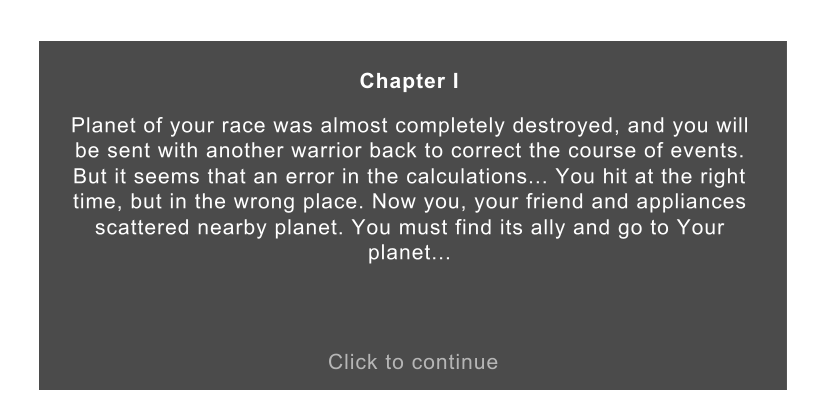 Chapter I
Planet of your race was almost completely destroyed, and you will
be sent with another warrior back to correct the course of events.
But it seems that an error in the calculations... You hit at the right
time, but in the wrong place. Now you, your friend and appliances
scattered nearby planet. You must find its ally and go to Your
planet...
Click to continue